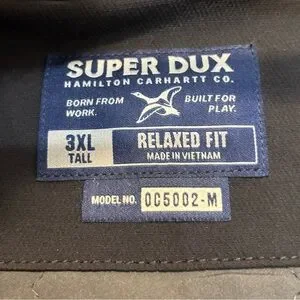 SUPER DUX
HAMILTON CARHARTT CO.
BORN FROM WORK.
BUILT FOR PLAY.
3XL TALL
RELAXED FIT
MADE IN VIETNAM
MODEL NO. OC5002-M